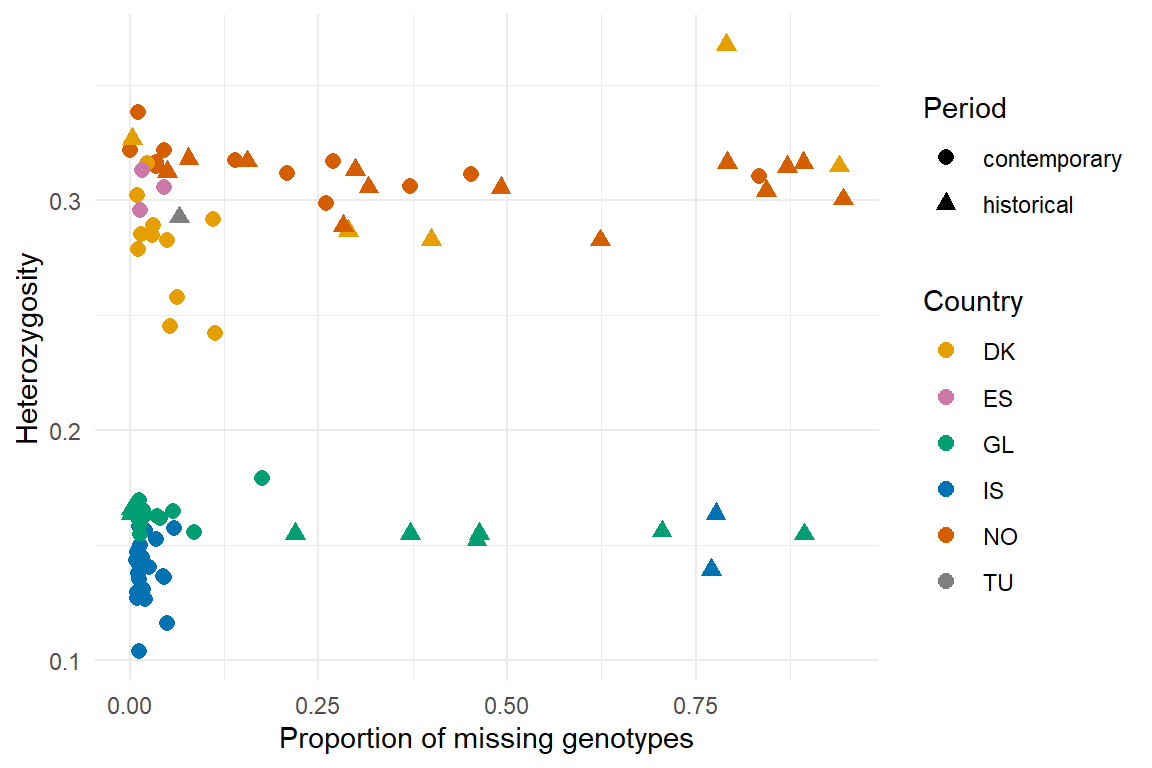 Heterozygosity
0.3
0.2
0.1
0.00
0.25
0.50
0.75
Proportion of missing genotypes
Period
contemporary
historical
Country
DK
ES
GL
IS
NO
TU